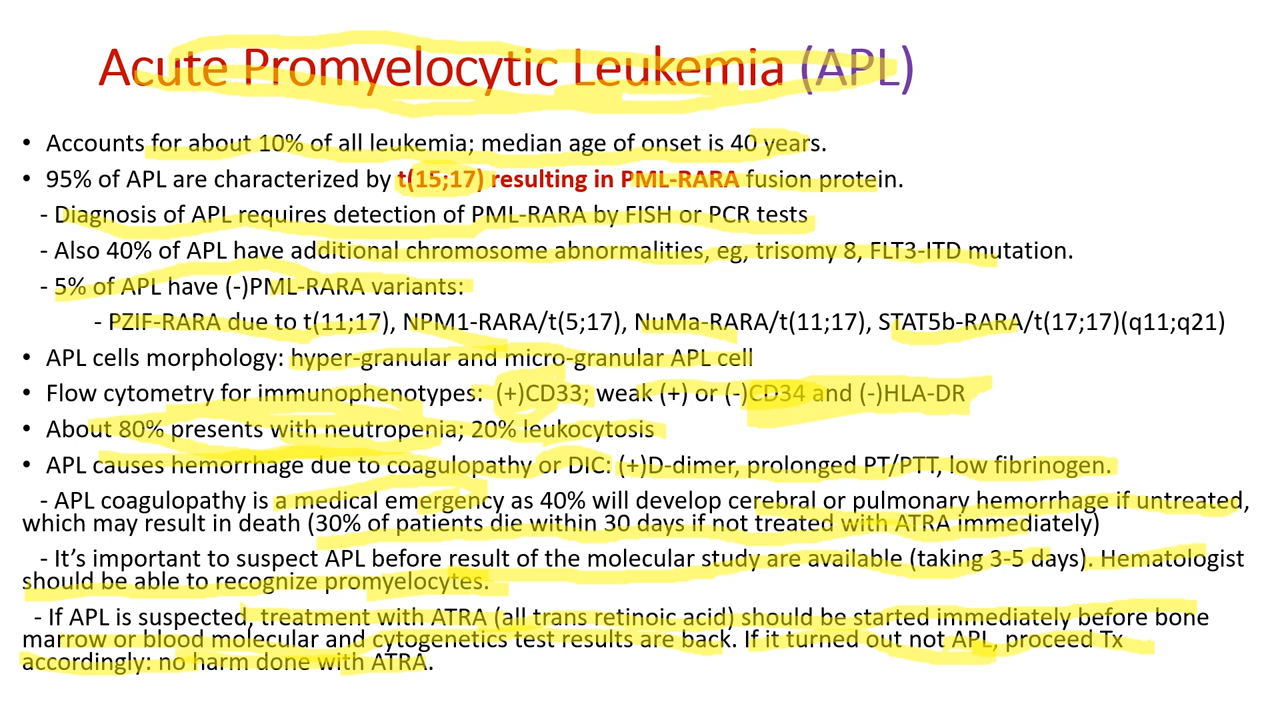 Acute Promyelocytic Leukemia (APL)
• Accounts for about 10% of all leukemia; median age of onset is 40 years.
• 95% of APL are characterized by t(15;17) resulting in PML-RARA fusion protein.
- Diagnosis of APL requires detection of PML-RARA by FISH or PCR tests
- Also 40% of APL have additional chromosome abnormalities, eg, trisomy 8, FLT3-ITD mutation.
- 5% of APL have (-)PML-RARA variants:
- PZIF-RARA due to t(11;17), NPM1-RARA/t(5;17), NuMa-RARA/t(11;17), STAT5b-RARA/t(17;17)(q11;q21)
• APL cells morphology: hyper-granular and micro-granular APL cell
• Flow cytometry for immunophenotypes: (+)CD33; weak (+) or (-)CD34 and (-)HLA-DR
• About 80% presents with neutropenia; 20% leukocytosis
• APL causes hemorrhage due to coagulopathy or DIC: (+)D-dimer, prolonged PT/PTT, low fibrinogen.
- APL coagulopathy is a medical emergency as 40% will develop cerebral or pulmonary hemorrhage if untreated,
which may result in death (30% of patients die within 30 days if not treated with ATRA immediately)
- It's important to suspect APL before result of the molecular study are available (taking 3-5 days). Hematologist
should be able to recognize promyelocytes.
- If APL is suspected, treatment with ATRA (all trans retinoic acid) should be started immediately before bone
marrow or blood molecular and cytogenetics test results are back. If it turned out not APL, proceed Tx
accordingly: no harm done with ATRA.